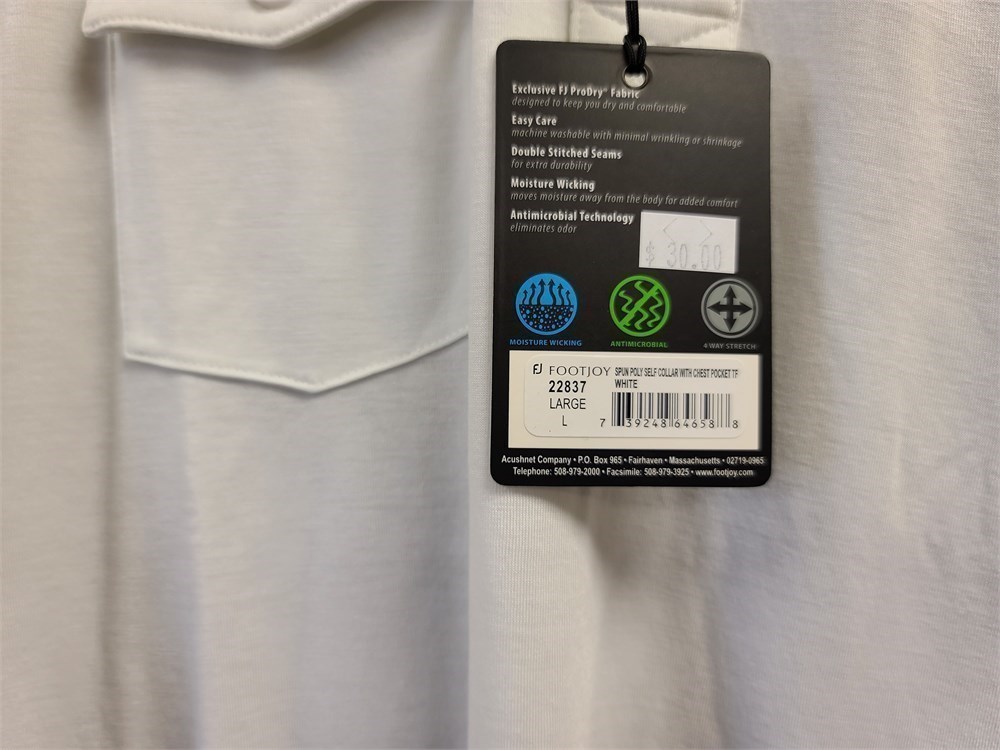 Exclusive FJ ProDry™ Fabric
designed to keep you dry and comfortable
Easy Care
machine washable with minimal wrinkling or shrinkage
Double Stitched Seams
for extra durability
Moisture Wicking
moves moisture away from the body for added comfort
Antimicrobial Technology
eliminates odor
$ 30.00
MOISTURE WICKING
ANTIMICROBIAL
4 WAY STRETCH
FJ FOOTJOY SPUN POLY SELF COLLAR WITH CHEST POCKET TF
22837 WHITE
LARGE
L
7 39248 64658 8
Acushnet Company • P.O. Box 965 • Fairhaven • Massachusetts • 02719-0965
Telephone: 508-979-2000 • Facsimile: 508-979-3925 • www.footjoy.com